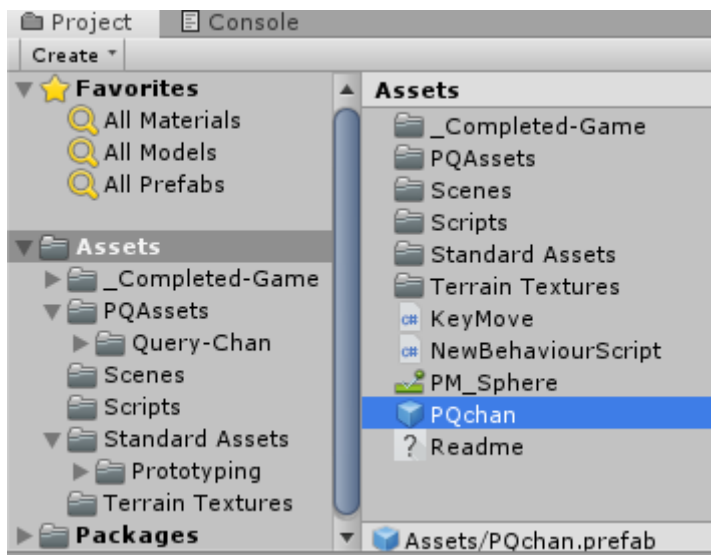 Project
Console
Create
Favorites
All Materials
All Models
All Prefabs
Assets
_Completed-Game
PQAssets
Query-Chan
Scenes
Scripts
Standard Assets
Prototyping
Terrain Textures
Packages
Assets
_Completed-Game
PQAssets
Scenes
Scripts
Standard Assets
Terrain Textures
C# KeyMove
C# NewBehaviourScript
PM_Sphere
PQchan
? Readme
Assets/PQchan.prefab